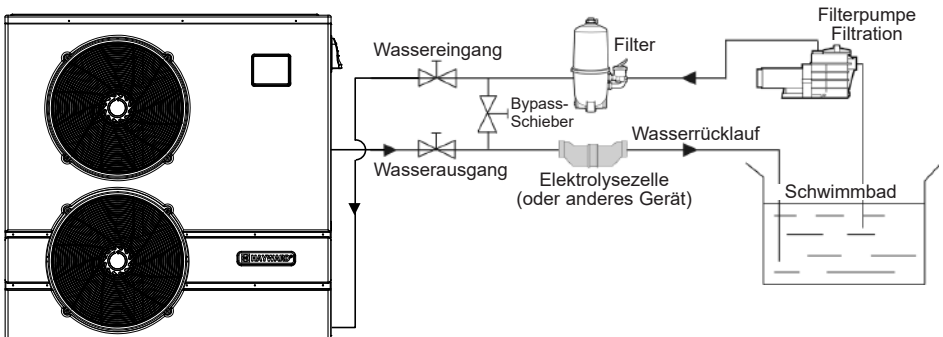 Filterpumpe
Filtration
Wassereingang
Filter
Bypass-
Schieber
Wasserrücklauf
Wasserausgang
Elektrolysezelle
(oder anderes Gerät)
Schwimmbad
HAYWARD